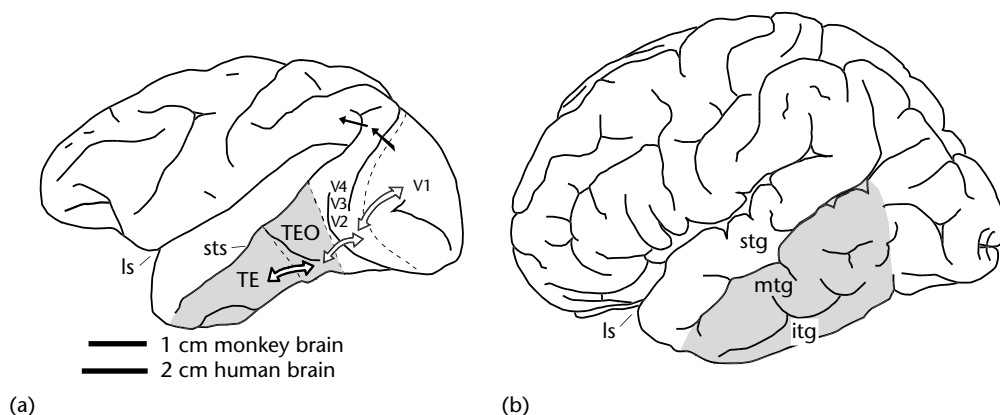 V4
V3
V2
V1
TEO
sts
ls
TE
1 cm monkey brain
2 cm human brain
(a)
stg
mtg
ls
itg
(b)